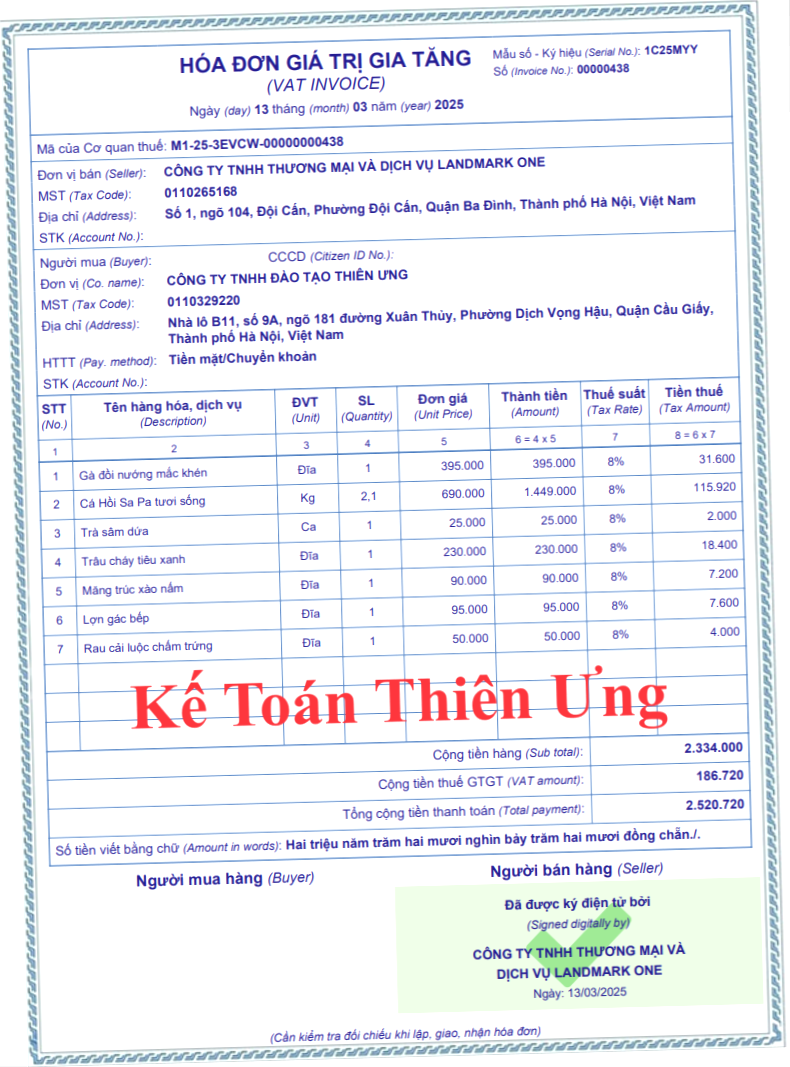 HÓA ĐƠN GIÁ TRỊ GIA TĂNG
(VAT INVOICE)
Ngày (day) 13 tháng (month) 03 năm (year) 2025
Mẫu số - Ký hiệu (Serial No.): 1C25MYY
Số (Invoice No.): 00000438
Mã của Cơ quan thuế: M1-25-3EVCW-00000000438
Đơn vị bán (Seller): CÔNG TY TNHH THƯƠNG MẠI VÀ DỊCH VỤ LANDMARK ONE
MST (Tax Code): 0110265168
Địa chỉ (Address): Số 1, ngõ 104, Đội Cấn, Phường Đội Cấn, Quận Ba Đình, Thành phố Hà Nội, Việt Nam
STK (Account No.):
Người mua (Buyer): CCCD (Citizen ID No.):
Đơn vị (Co. name): CÔNG TY TNHH ĐÀO TẠO THIÊN ƯNG
MST (Tax Code): 0110329220
Địa chỉ (Address): Nhà lô B11, số 9A, ngõ 181 đường Xuân Thủy, Phường Dịch Vọng Hậu, Quận Cầu Giấy,
Thành phố Hà Nội, Việt Nam
HTTT (Pay. method): Tiền mặt/Chuyển khoản
STK (Account No.):
STT Tên hàng hóa, dịch vụ ĐVT SL Đơn giá Thành tiền Thuế suất Tiền thuế
(No.) (Description) (Unit) (Quantity) (Unit Price) (Amount) (Tax Rate) (Tax Amount)
1 2 3 4 5 6 = 4 x 5 7 8 = 6 x 7
1 Gà đồi nướng mắc khén Đĩa 1 395.000 395.000 8% 31.600
2 Cá Hồi Sa Pa tươi sống Kg 2,1 690.000 1.449.000 8% 115.920
3 Trà sâm dứa Ca 1 25.000 25.000 8% 2.000
4 Trâu cháy tiêu xanh Đĩa 1 230.000 230.000 8% 18.400
5 Măng trúc xào nấm Đĩa 1 90.000 90.000 8% 7.200
6 Lợn gác bếp Đĩa 1 95.000 95.000 8% 7.600
7 Rau cải luộc chấm trứng Đĩa 1 50.000 50.000 8% 4.000
Kế Toán Thiên Ưng
Cộng tiền hàng (Sub total): 2.334.000
Cộng tiền thuế GTGT (VAT amount): 186.720
Tổng cộng tiền thanh toán (Total payment): 2.520.720
Số tiền viết bằng chữ (Amount in words): Hai triệu năm trăm hai mươi nghìn bảy trăm hai mươi đồng chẵn./.
Người mua hàng (Buyer) Người bán hàng (Seller)
Đã được ký điện tử bởi
(Signed digitally by)
CÔNG TY TNHH THƯƠNG MẠI VÀ
DỊCH VỤ LANDMARK ONE
Ngày: 13/03/2025
(Cần kiểm tra đối chiếu khi lập, giao, nhận hóa đơn)